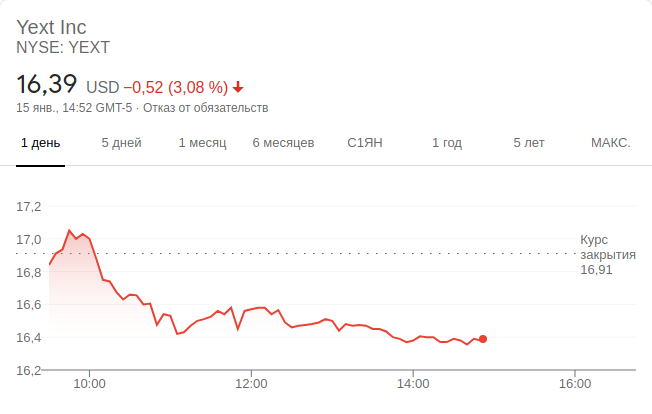 Yext Inc
NYSE: YEXT
16,39 USD −0,52 (3,08 %)
15 янв., 14:52 GMT-5 · Отказ от обязательств
1 день 5 дней 1 месяц 6 месяцев С1ЯН 1 год 5 лет МАКС.
17,2
17,0
16,8
16,6
16,4
16,2
Курс
закрытия
16,91
10:00 12:00 14:00 16:00